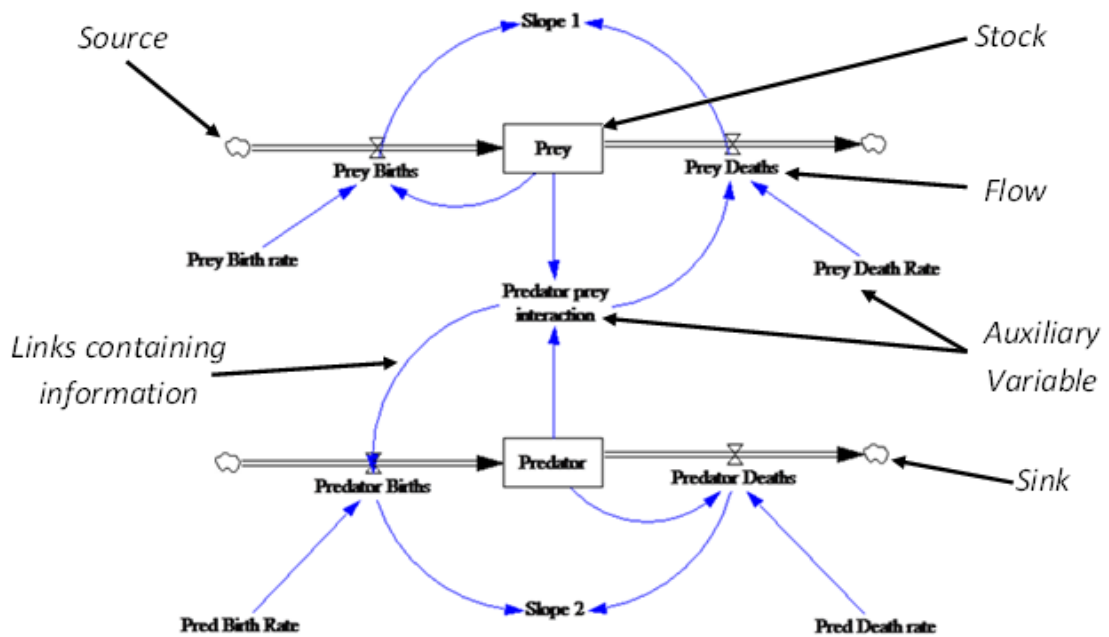 Slope 1
Source
Stock
Prey
Prey Births
Prey Deaths
Flow
Prey Birth rate
Prey Death Rate
Predator prey
interaction
Links containing
information
Auxiliary
Variable
Predator
Predator Births
Predator Deaths
Sink
Pred Birth Rate
Slope 2
Pred Death rate